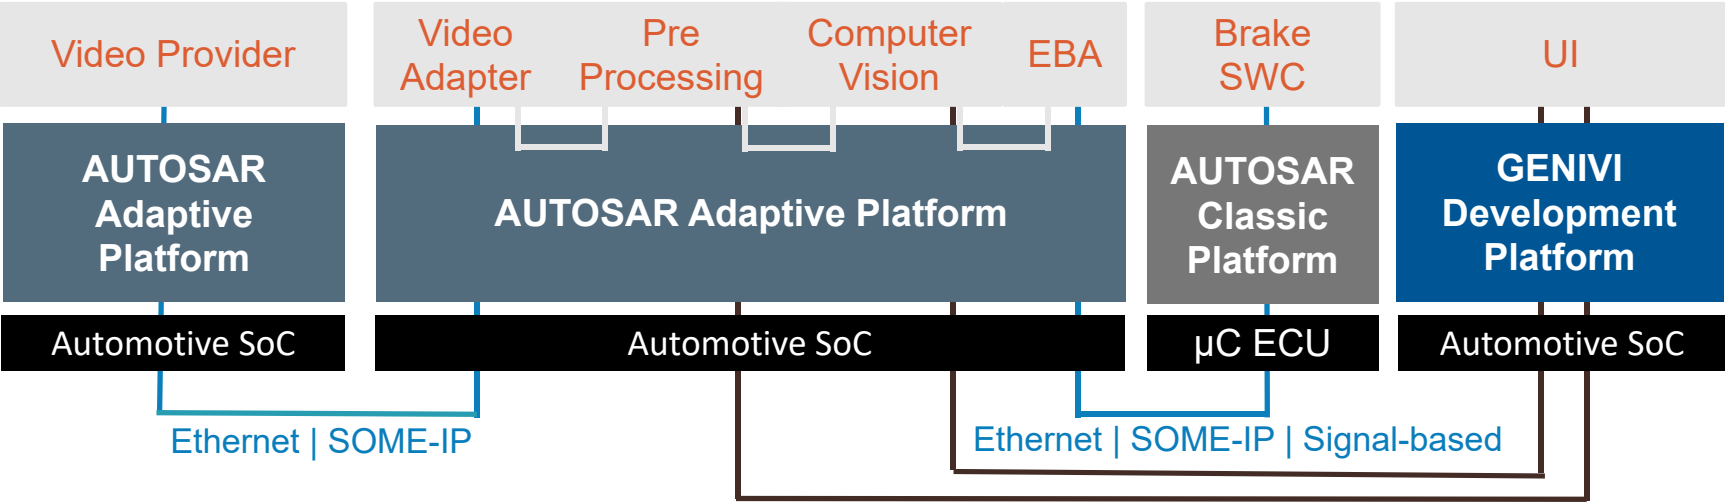 Video Provider
Video
Adapter
Pre
Processing
Computer
Vision
EBA
Brake
SWC
UI
AUTOSAR
Adaptive
Platform
AUTOSAR Adaptive Platform
AUTOSAR
Classic
Platform
GENIVI
Development
Platform
Automotive SoC
Automotive SoC
µC ECU
Automotive SoC
Ethernet | SOME-IP
Ethernet | SOME-IP | Signal-based